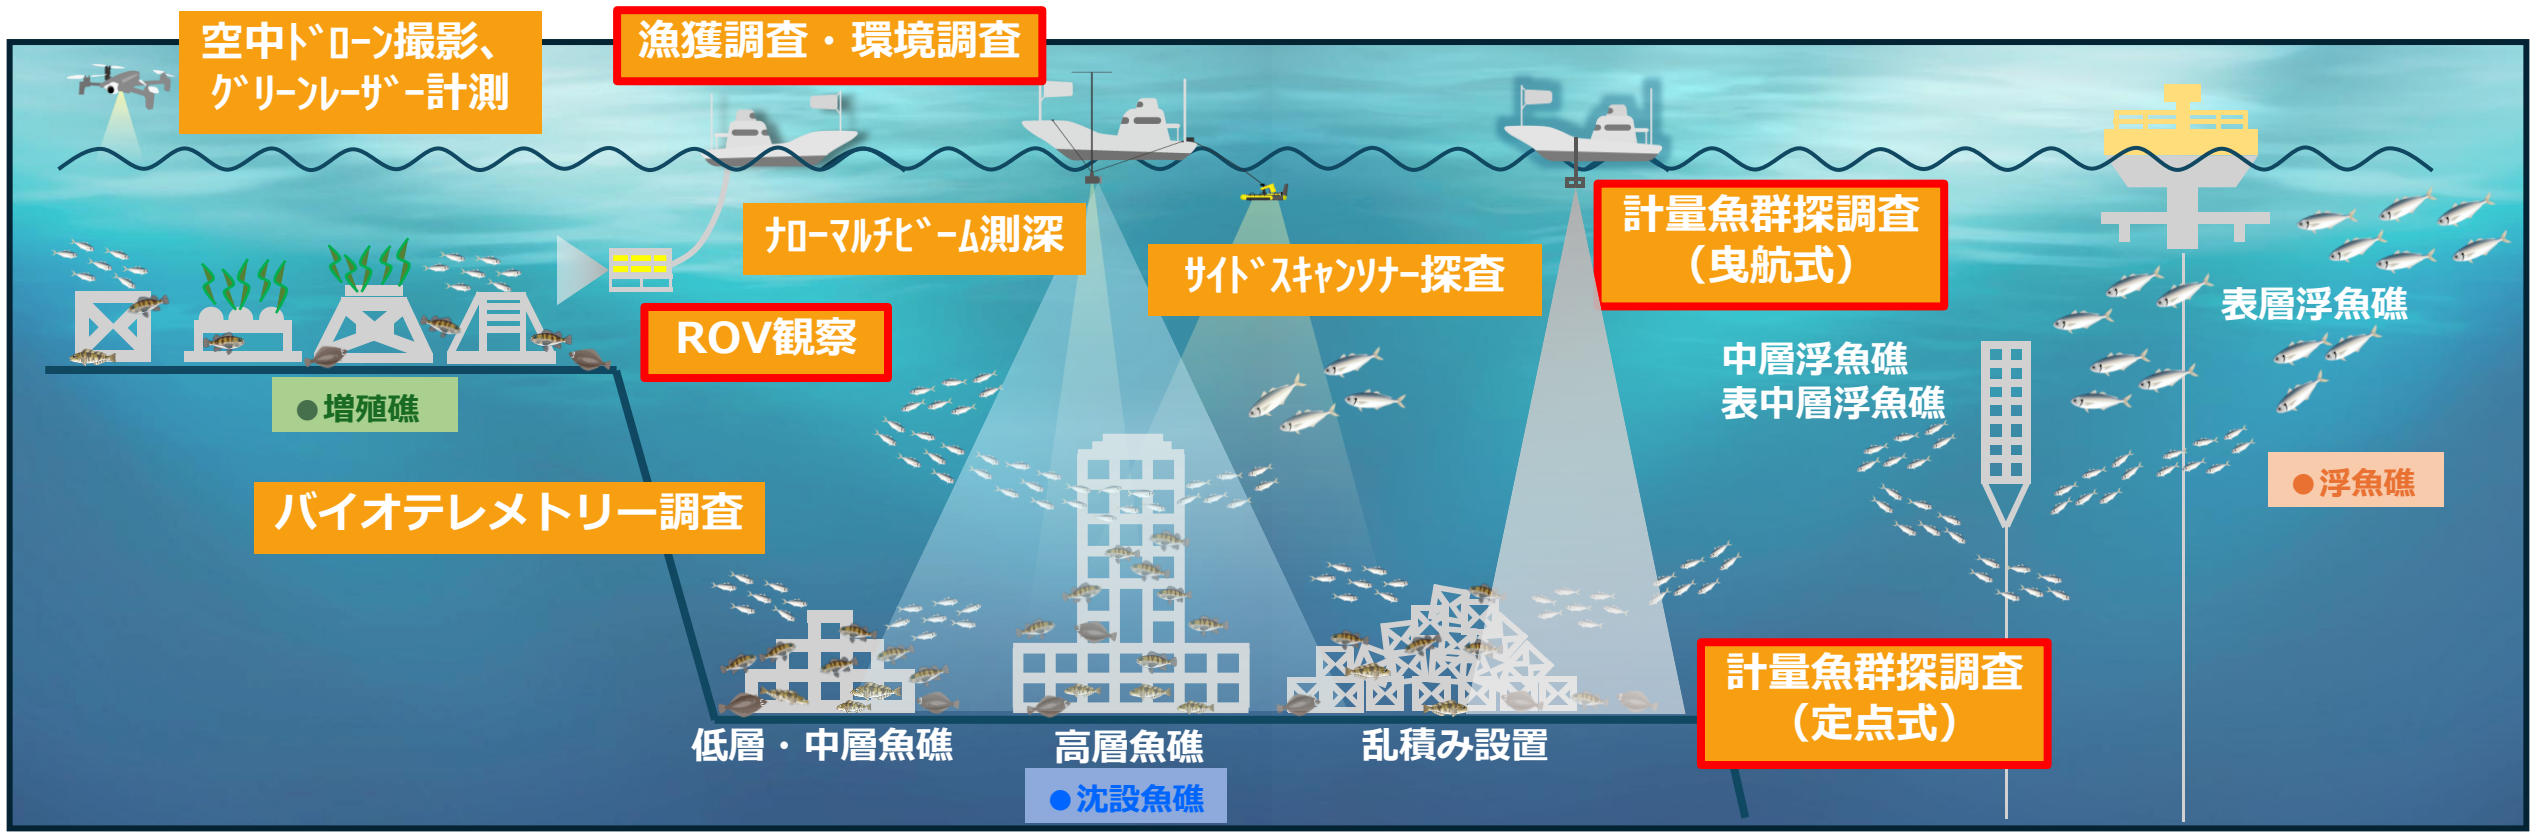 空中ﾄﾞﾛｰﾝ撮影、
ｸﾞﾘｰﾝﾚｰｻﾞｰ計測
漁獲調査・環境調査
ﾅﾛｰﾏﾙﾁﾋﾞｰﾑ測深
ｻｲﾄﾞｽｷｬﾝｿﾅｰ探査
計量魚群探調査
（曳航式）
ROV観察
表層浮魚礁
中層浮魚礁
表中層浮魚礁
●増殖礁
●浮魚礁
バイオテレメトリー調査
計量魚群探調査
（定点式）
低層・中層魚礁
高層魚礁
乱積み設置
●沈設魚礁